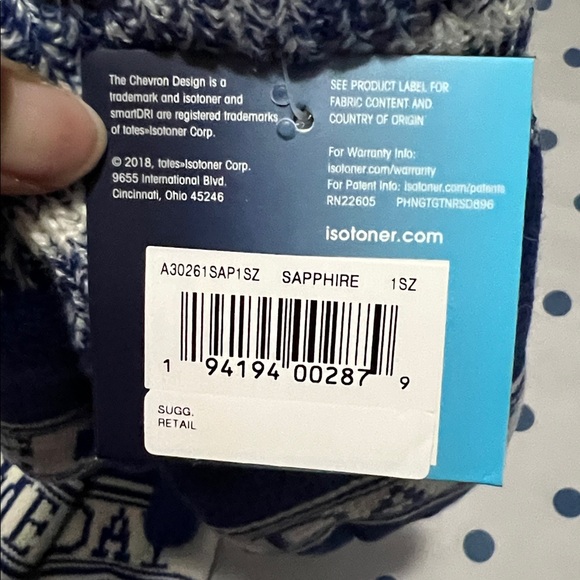 The Chevron Design is a
trademark and isotoner and
smartDRI are registered trademarks
of totes»Isotoner Corp.
© 2018, totes»Isotoner Corp.
9655 International Blvd.
Cincinnati, Ohio 45246
SEE PRODUCT LABEL FOR
FABRIC CONTENT AND
COUNTRY OF ORIGIN
For Warranty Info:
isotoner.com/warranty
For Patent Info: isotoner.com/patents
RN22605 PHNGTGTNRSD896
isotoner.com
A30261SAP1SZ SAPPHIRE 1SZ
1 94194 00287 9
SUGG.
RETAIL